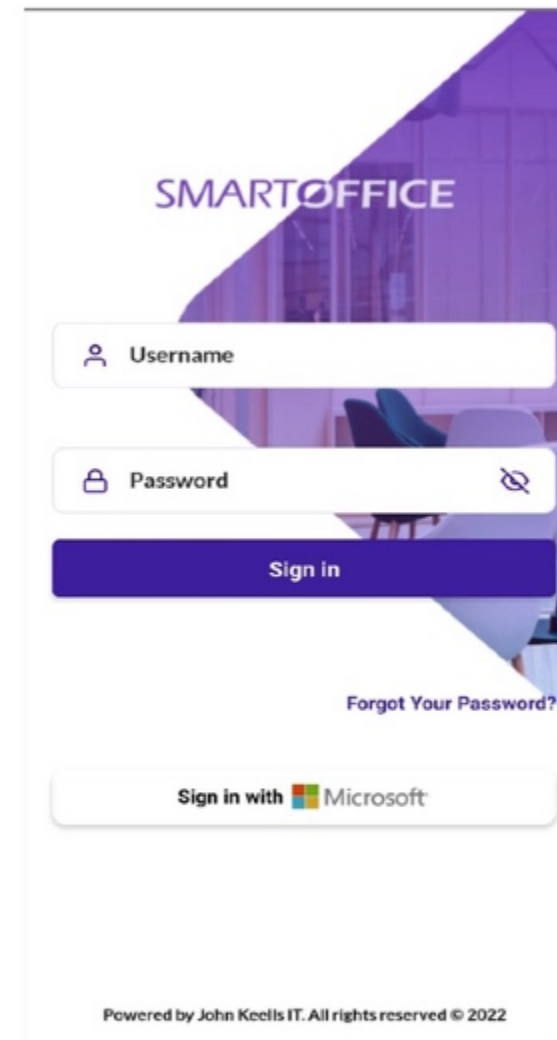 SMARTOFFICE
Username
Password
Sign in
Forgot Your Password?
Sign in with Microsoft
Powered by John Keells IT. All rights reserved © 2022